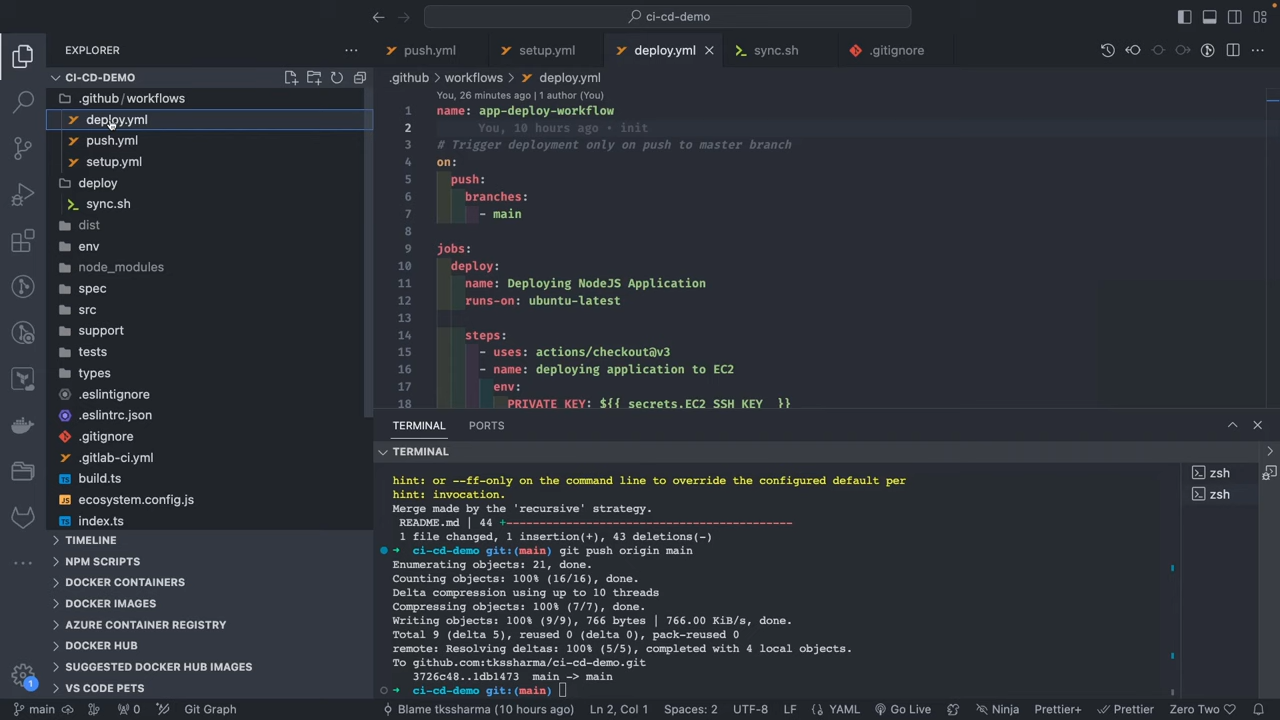 ci-cd-demo
EXPLORER
CI-CD-DEMO
.github/workflows
deploy.yml
push.yml
setup.yml
deploy
sync.sh
dist
env
node_modules
spec
src
support
tests
types
.eslintignore
.eslintrc.json
.gitignore
.gitlab-ci.yml
build.ts
ecosystem.config.js
index.ts
TIMELINE
NPM SCRIPTS
DOCKER CONTAINERS
DOCKER IMAGES
AZURE CONTAINER REGISTRY
DOCKER HUB
SUGGESTED DOCKER HUB IMAGES
VS CODE PETS
push.yml setup.yml deploy.yml sync.sh .gitignore
.github > workflows > deploy.yml
You, 26 minutes ago | 1 author (You)
1 name: app-deploy-workflow
2 You, 10 hours ago • init
3 # Trigger deployment only on push to master branch
4 on:
5 push:
6 branches:
7 - main
8
9 jobs:
10 deploy:
11 name: Deploying NodeJS Application
12 runs-on: ubuntu-latest
13
14 steps:
15 - uses: actions/checkout@v3
16 - name: deploying application to EC2
17 env:
18 PRIVATE_KEY: ${{ secrets.EC2_SSH_KEY }}
TERMINAL PORTS
TERMINAL
hint: or --ff-only on the command line to override the configured default per
hint: invocation.
Merge made by the 'recursive' strategy.
README.md | 44 +-------------------------------------------
1 file changed, 1 insertion(+), 43 deletions(-)
➜ ci-cd-demo git:(main) git push origin main
Enumerating objects: 21, done.
Counting objects: 100% (16/16), done.
Delta compression using up to 10 threads
Compressing objects: 100% (7/7), done.
Writing objects: 100% (9/9), 766 bytes | 766.00 KiB/s, done.
Total 9 (delta 5), reused 0 (delta 0), pack-reused 0
remote: Resolving deltas: 100% (5/5), completed with 4 local objects.
To github.com:tkssharma/ci-cd-demo.git
3726c48..1db1473 main -> main
➜ ci-cd-demo git:(main)
zsh
zsh
1
main 0 Git Graph Blame tkssharma (10 hours ago) Ln 2, Col 1 Spaces: 2 UTF-8 LF YAML Go Live Ninja Prettier+ Prettier Zero Two